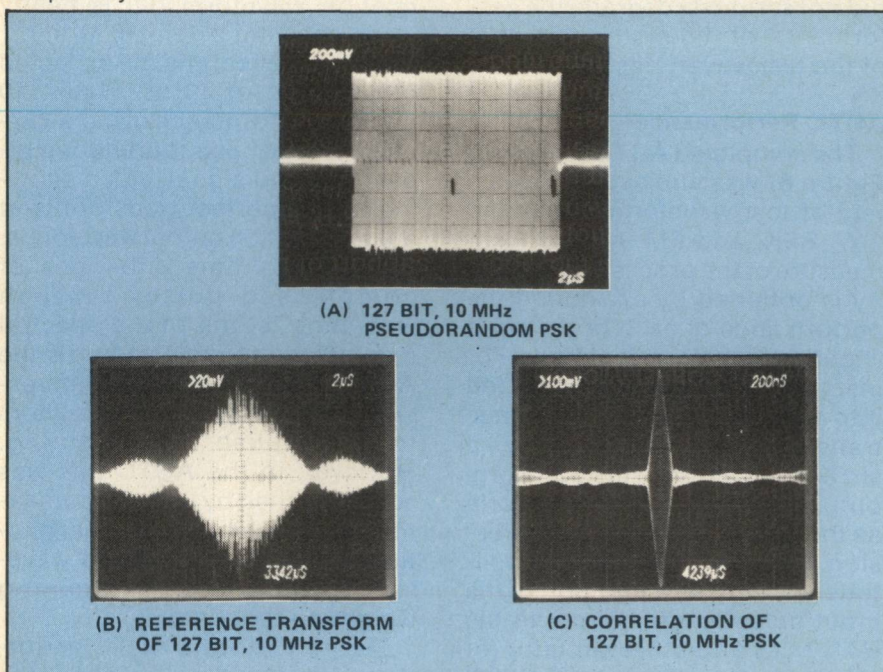 200mV
2µS
(A) 127 BIT, 10 MHz
PSEUDORANDOM PSK
>20mV 2µS
3342µS
(B) REFERENCE TRANSFORM
OF 127 BIT, 10 MHz PSK
>100mV 200nS
4239µS
(C) CORRELATION OF
127 BIT, 10 MHz PSK